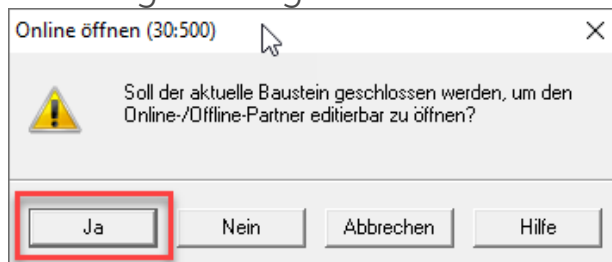 Online öffnen (30:500)
Soll der aktuelle Baustein geschlossen werden, um den
Online-/Offline-Partner editierbar zu öffnen?
Ja
Nein
Abbrechen
Hilfe